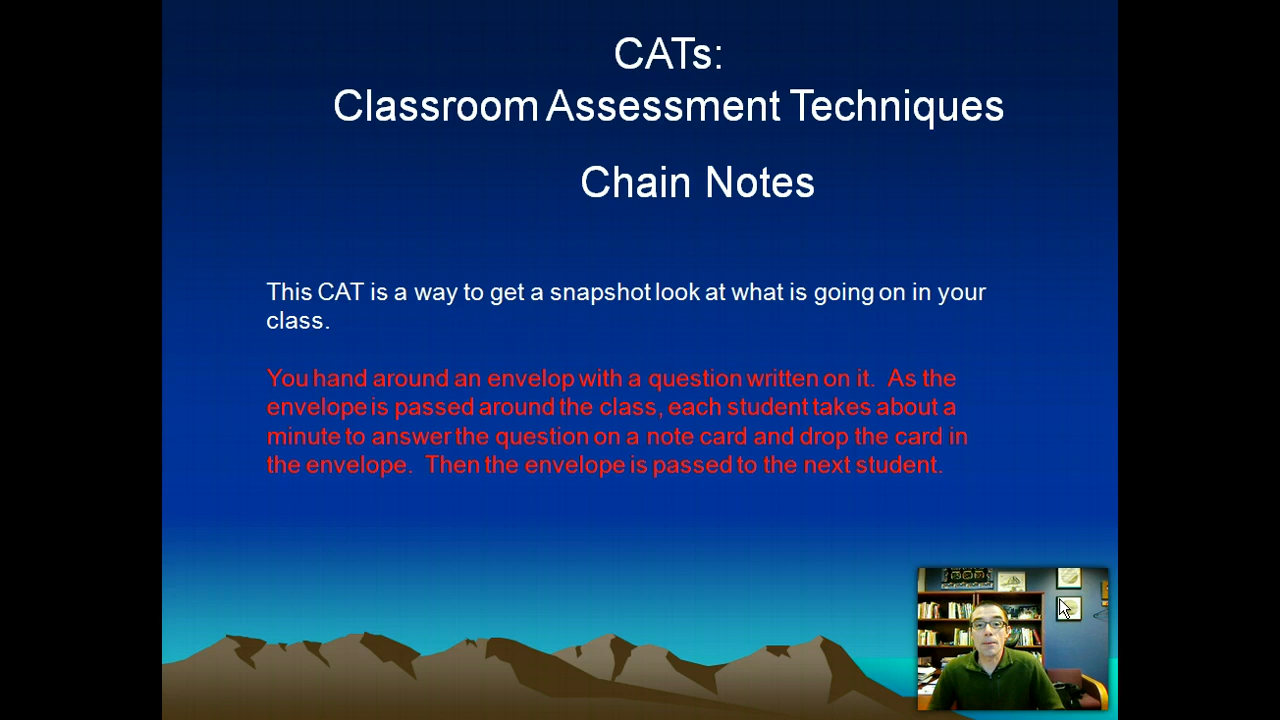 CATs:
Classroom Assessment Techniques
Chain Notes
This CAT is a way to get a snapshot look at what is going on in your
class.
You hand around an envelop with a question written on it.  As the
envelope is passed around the class, each student takes about a
minute to answer the question on a note card and drop the card in
the envelope.  Then the envelope is passed to the next student.